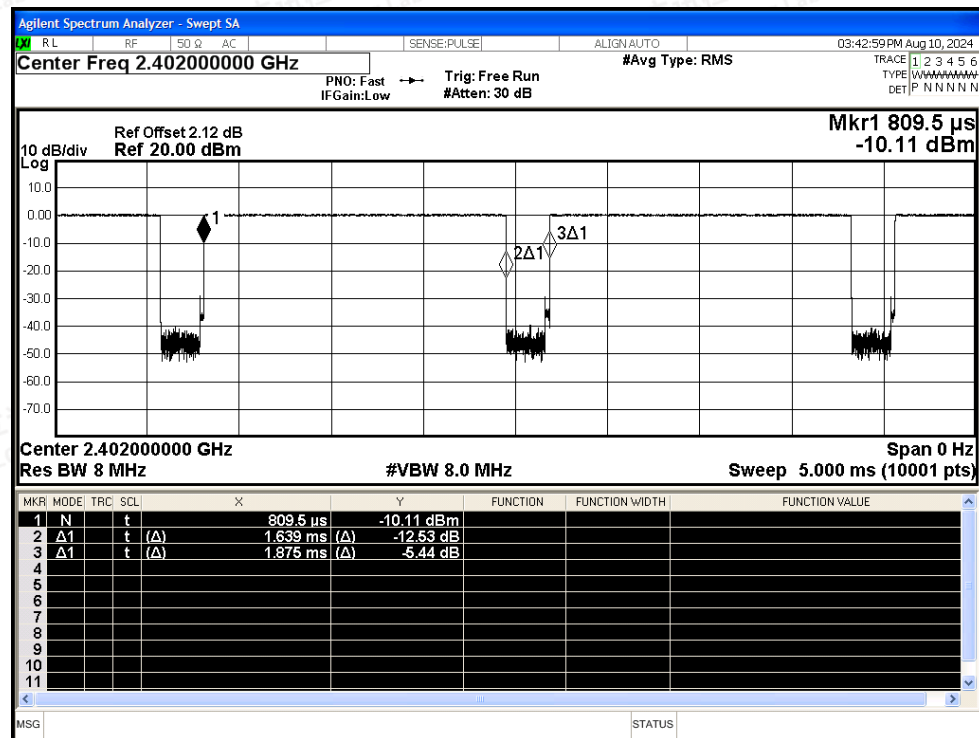 Agilent Spectrum Analyzer - Swept SA
LXI RL RF 50 Ω AC SENSE:PULSE ALIGN AUTO 03:42:59PM Aug 10, 2024
Center Freq 2.402000000 GHz #Avg Type: RMS TRACE 1 2 3 4 5 6
PNO: Fast Trig: Free Run TYPE WWWWWW
IFGain:Low #Atten: 30 dB DET P N N N N N
Mkr1 809.5 µs
Ref Offset 2.12 dB
10 dB/div Ref 20.00 dBm -10.11 dBm
Log
10.0
0.00
1
-10.0
2Δ1
3Δ1
-20.0
-30.0
-40.0
-50.0
-60.0
-70.0
Center 2.402000000 GHz Span 0 Hz
Res BW 8 MHz #VBW 8.0 MHz Sweep 5.000 ms (10001 pts)
MKR MODE TRC SCL X Y FUNCTION FUNCTION WIDTH FUNCTION VALUE
1 N t 809.5 µs -10.11 dBm
2 Δ1 t (Δ) 1.639 ms (Δ) -12.53 dB
3 Δ1 t (Δ) 1.875 ms (Δ) -5.44 dB
4
5
6
7
8
9
10
11
MSG STATUS